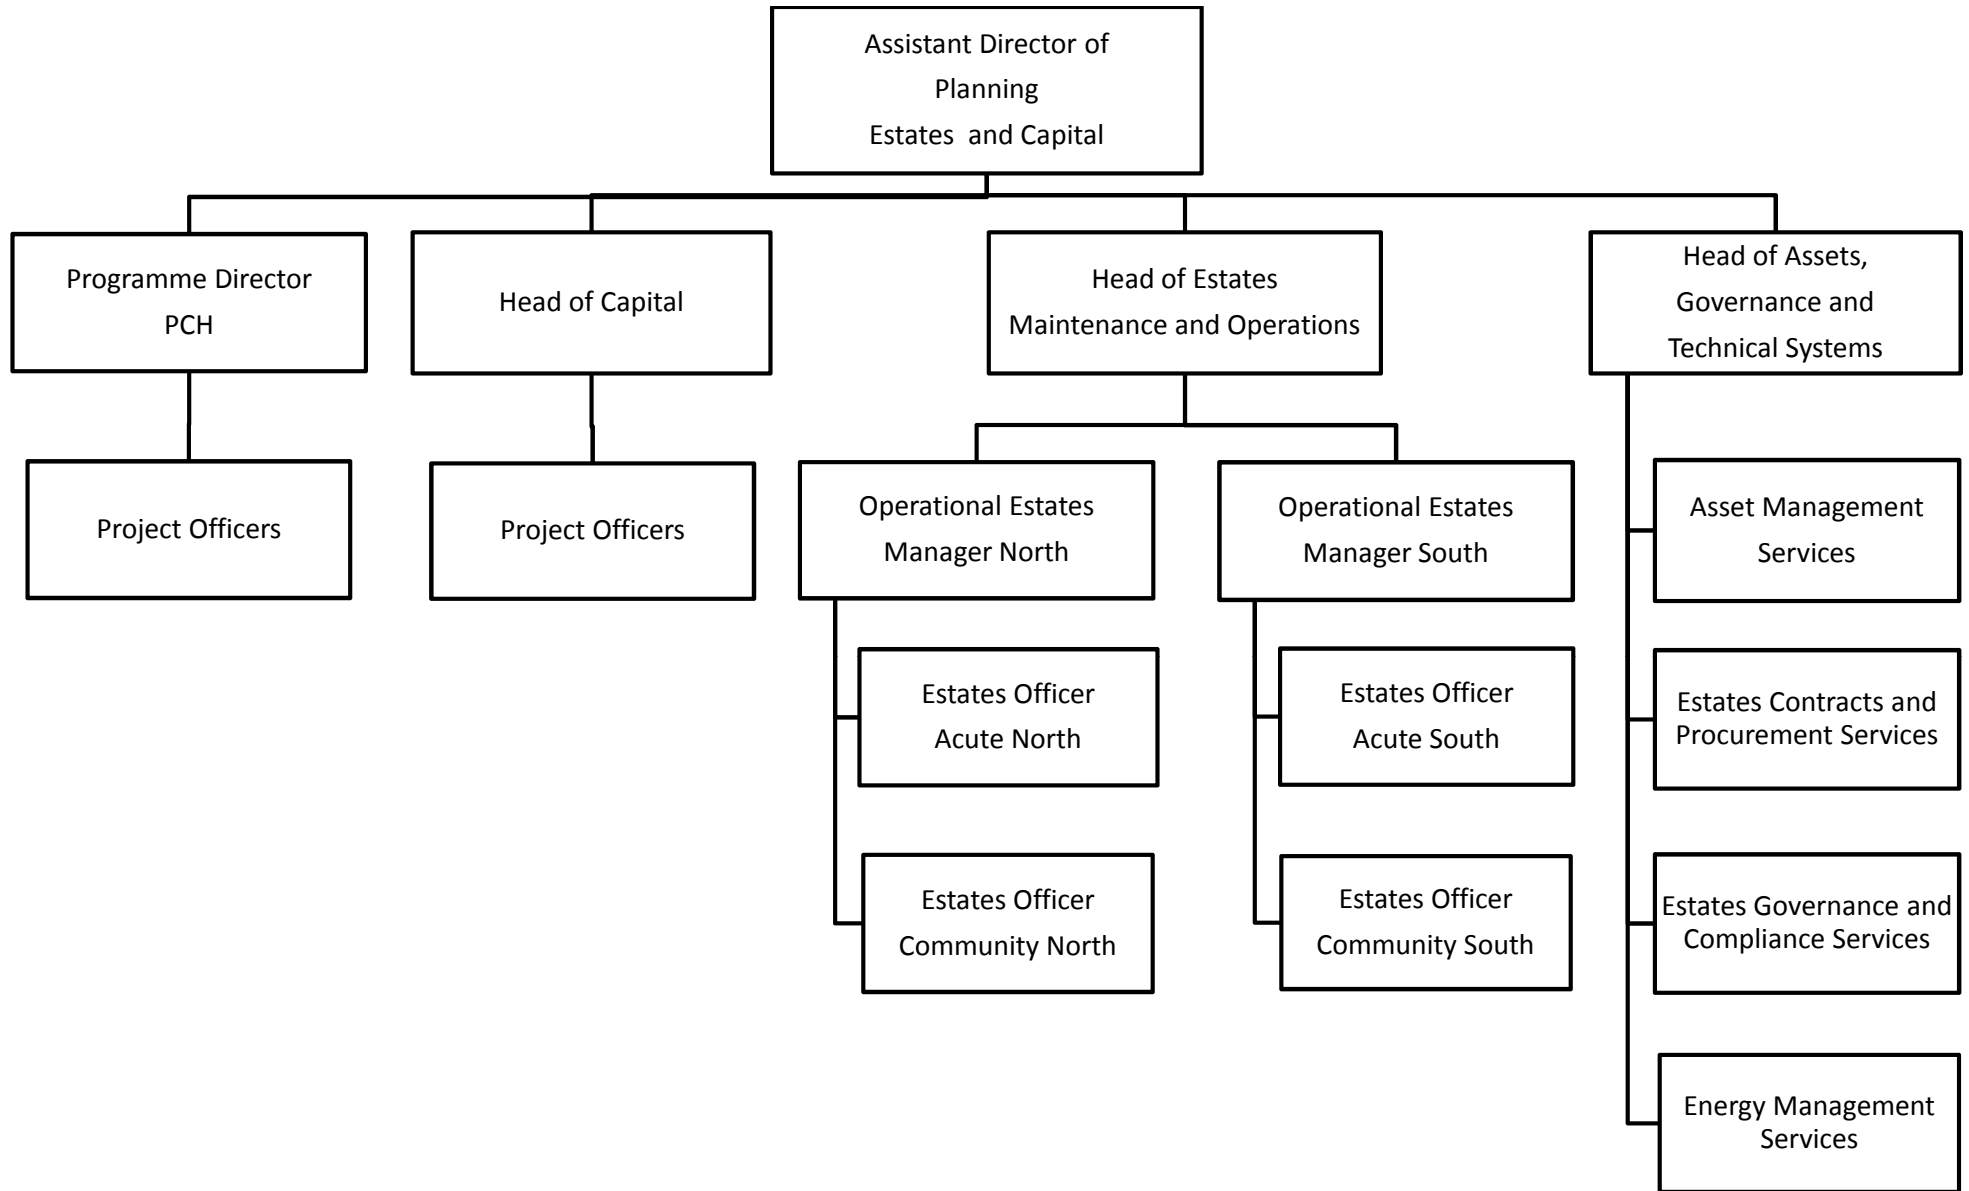 Assistant Director of
Planning
Estates and Capital
Programme Director
PCH
Head of Capital
Head of Estates
Maintenance and Operations
Head of Assets,
Governance and
Technical Systems
Project Officers
Project Officers
Operational Estates
Manager North
Operational Estates
Manager South
Asset Management
Services
Estates Officer
Acute North
Estates Officer
Acute South
Estates Contracts and
Procurement Services
Estates Officer
Community North
Estates Officer
Community South
Estates Governance and
Compliance Services
Energy Management
Services